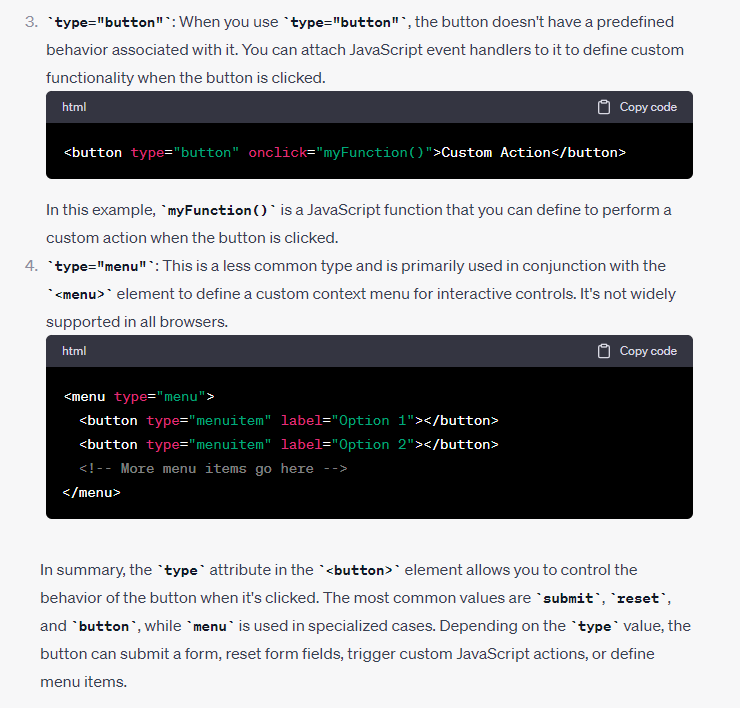 3. `type="button"`: When you use `type="button"`, the button doesn't have a predefined
behavior associated with it. You can attach JavaScript event handlers to it to define custom
functionality when the button is clicked.
html Copy code
<button type="button" onclick="myFunction()">Custom Action</button>
In this example, `myFunction()` is a JavaScript function that you can define to perform a
custom action when the button is clicked.
4. `type="menu"`: This is a less common type and is primarily used in conjunction with the
`<menu>` element to define a custom context menu for interactive controls. It's not widely
supported in all browsers.
html Copy code
<menu type="menu">
  <button type="menuitem" label="Option 1"></button>
  <button type="menuitem" label="Option 2"></button>
  <!-- More menu items go here -->
</menu>
In summary, the `type` attribute in the `<button>` element allows you to control the
behavior of the button when it's clicked. The most common values are `submit`, `reset`,
and `button`, while `menu` is used in specialized cases. Depending on the `type` value, the
button can submit a form, reset form fields, trigger custom JavaScript actions, or define
menu items.